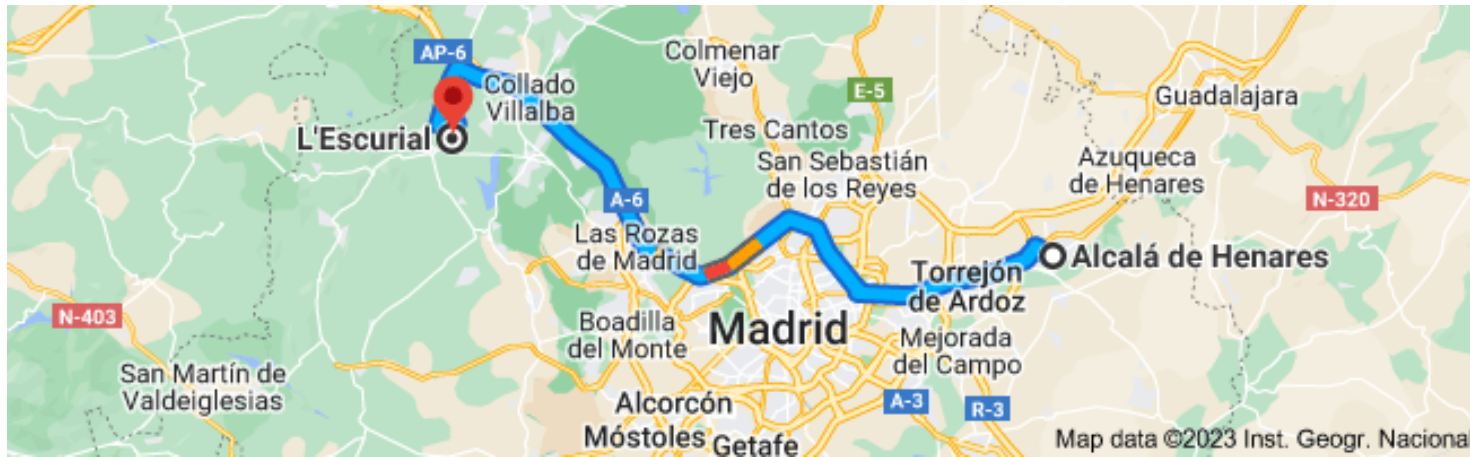 AP-6
Collado
Villalba
L'Escurial
Colmenar
Viejo
E-5
Guadalajara
Tres Cantos
San Sebastián
de los Reyes
Azuqueca
de Henares
N-320
A-6
Las Rozas
de Madrid
Alcalá de Henares
Torrejón
de Ardoz
N-403
Boadilla
del Monte
Madrid
Mejorada
del Campo
San Martín de
Valdeiglesias
Alcorcón
A-3
R-3
Móstoles
Getafe
Map data ©2023 Inst. Geogr. Nacional